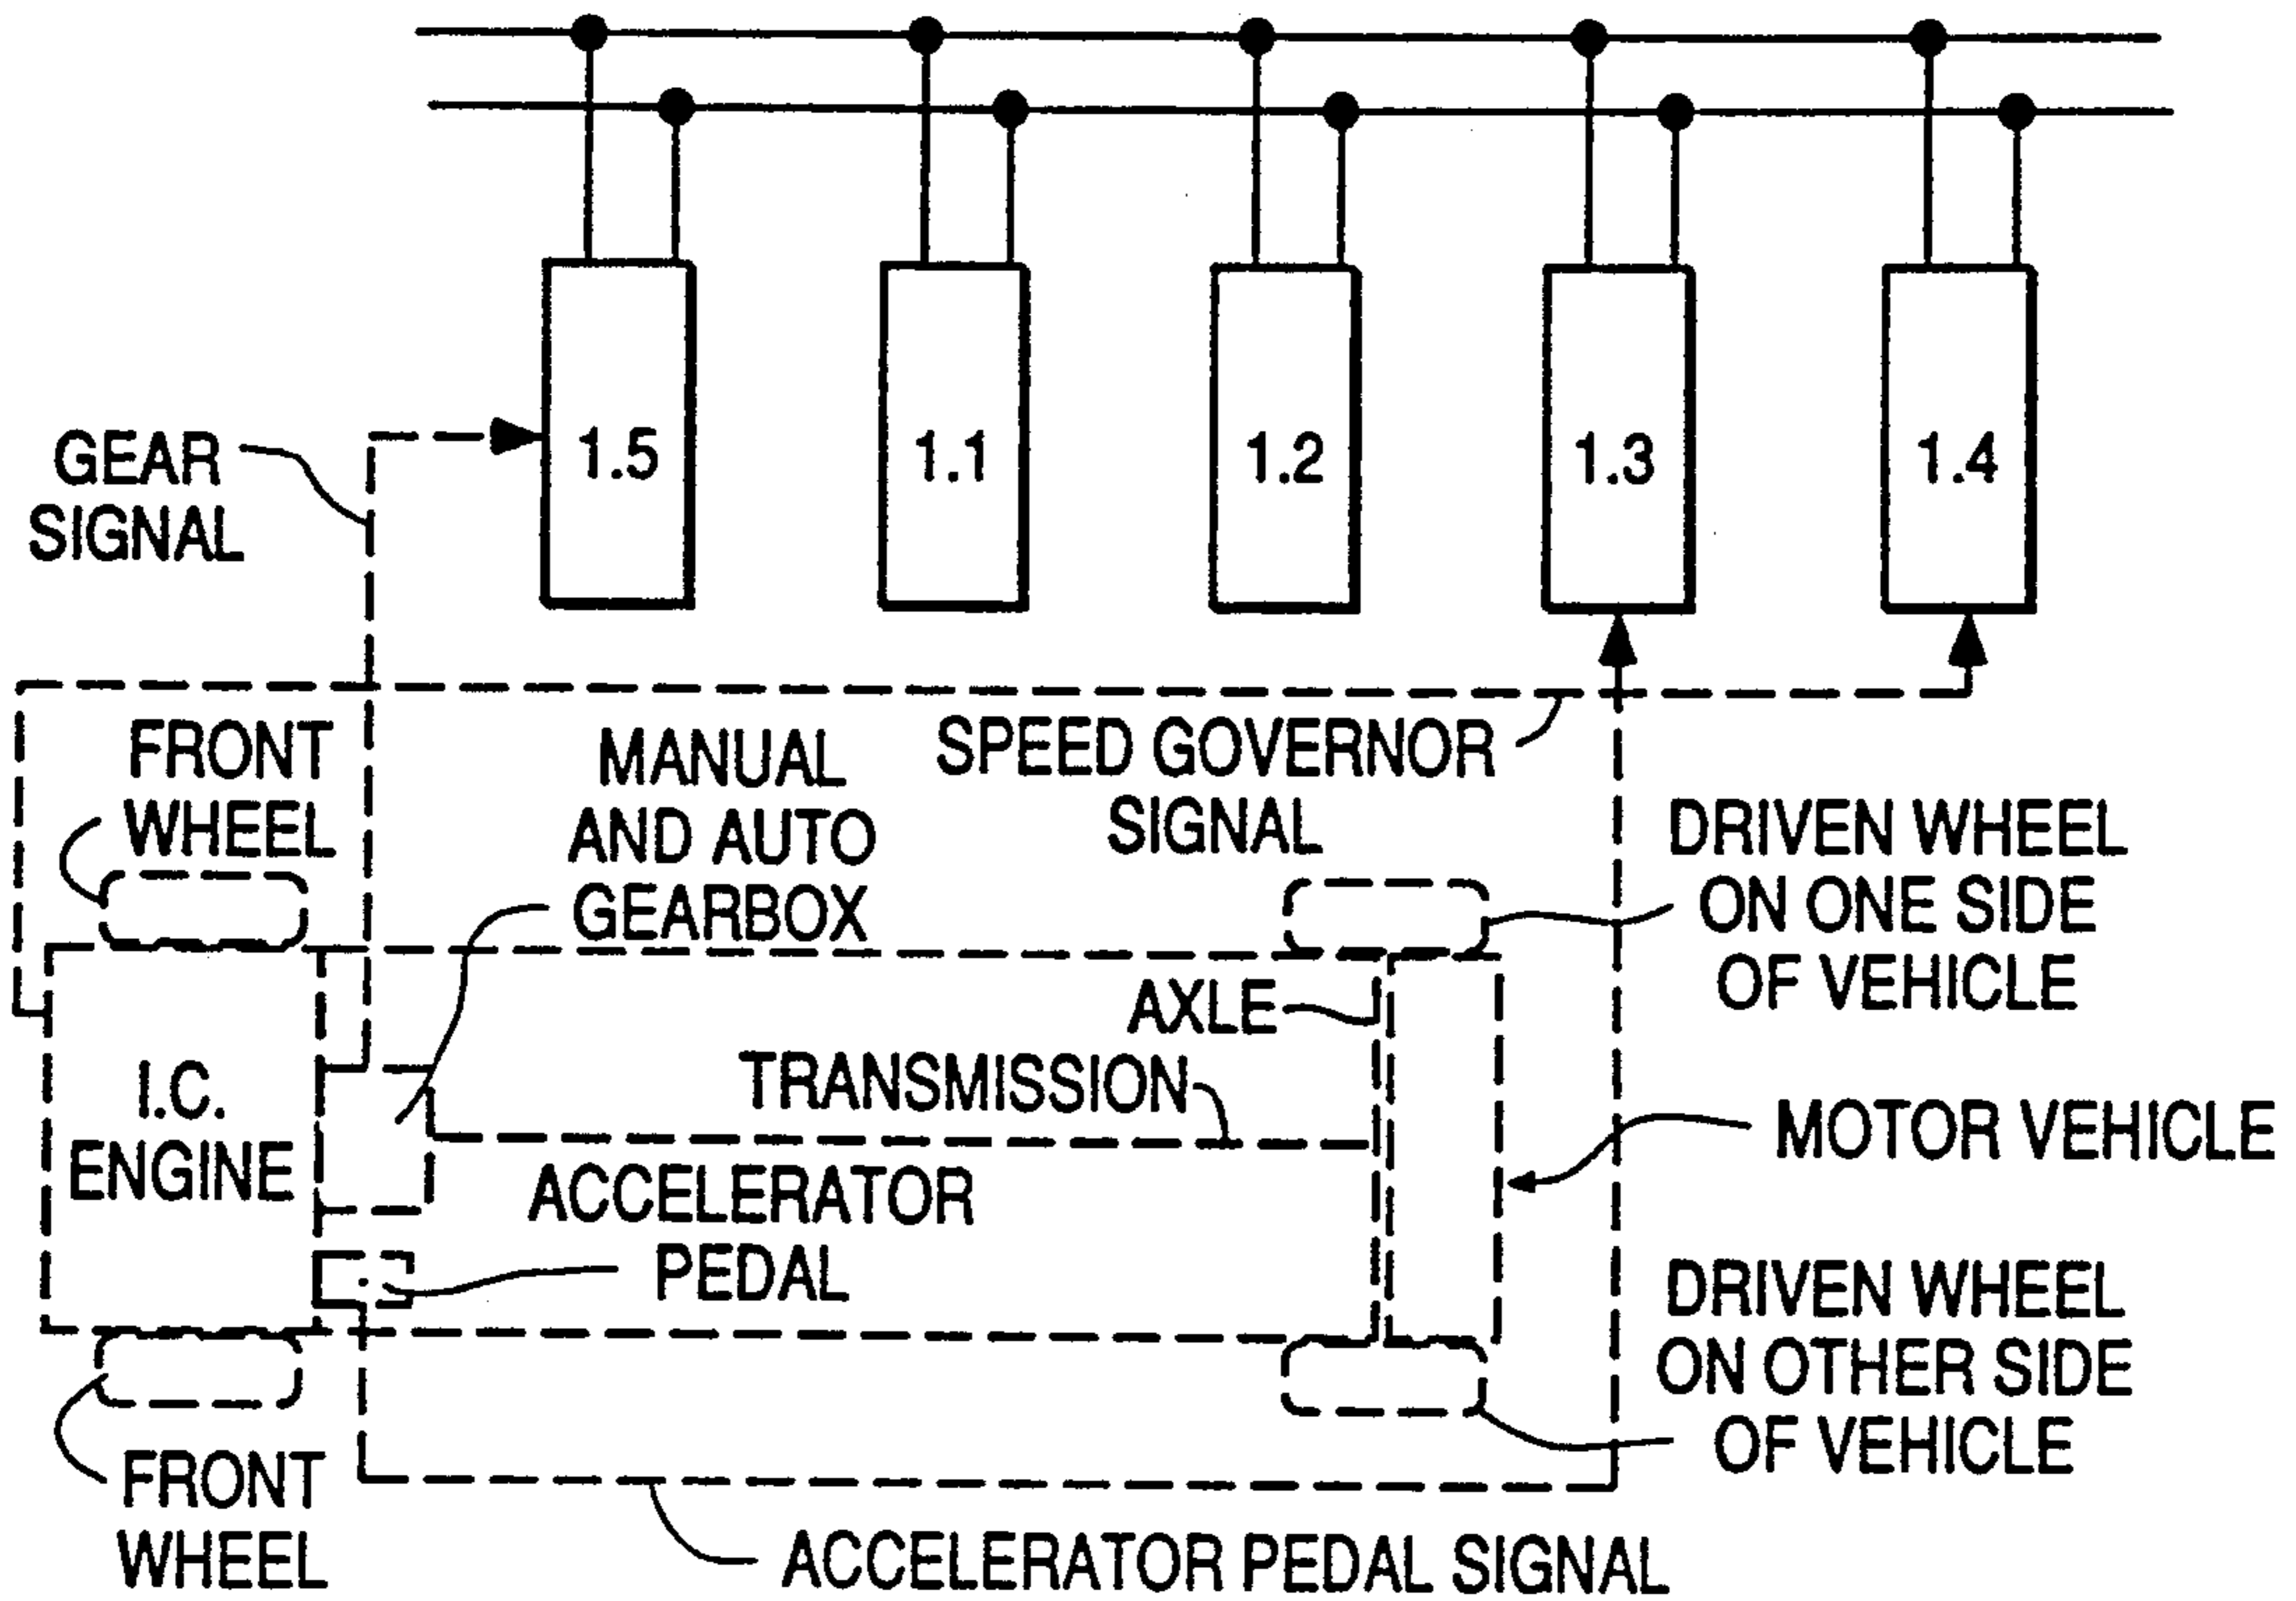 1.5
1.1
1.2
1.3
1.4
GEAR
SIGNAL
FRONT
WHEEL
MANUAL
AND AUTO
GEARBOX
SPEED GOVERNOR
SIGNAL
DRIVEN WHEEL
ON ONE SIDE
OF VEHICLE
AXLE
TRANSMISSION
I.C.
ENGINE
MOTOR VEHICLE
ACCELERATOR
PEDAL
DRIVEN WHEEL
ON OTHER SIDE
OF VEHICLE
FRONT
WHEEL
ACCELERATOR PEDAL SIGNAL